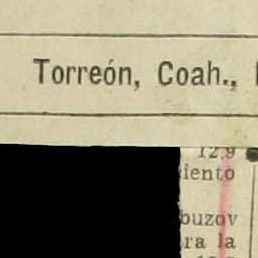 Torreón, Coah.,
12.9
iento
buzov
ra la